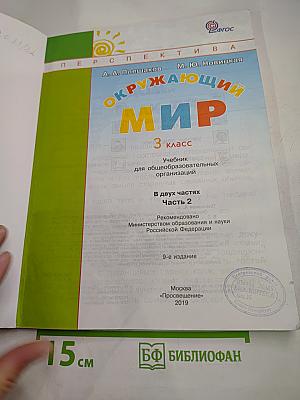 ФГОС
ПЕРСПЕКТИВА
А. А. Плешаков М. Ю. Новицкая
ОКРУЖАЮЩИЙ
МИР
3 класс
Учебник
для общеобразовательных
организаций
В двух частях
Часть 2
Рекомендовано
Министерством образования и науки
Российской Федерации
9-е издание
Москва
«Просвещение»
2019
15 см
БФ БИБЛИОФАН